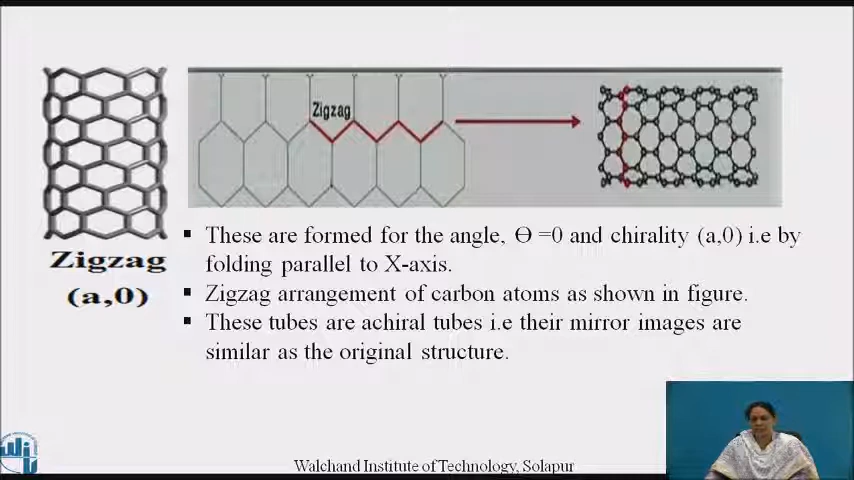 Zigzag
Zigzag
(a,0)
▪ These are formed for the angle, ϴ =0 and chirality (a,0) i.e by
folding parallel to X-axis.
▪ Zigzag arrangement of carbon atoms as shown in figure.
▪ These tubes are achiral tubes i.e their mirror images are
similar as the original structure.
Walchand Institute of Technology, Solapur